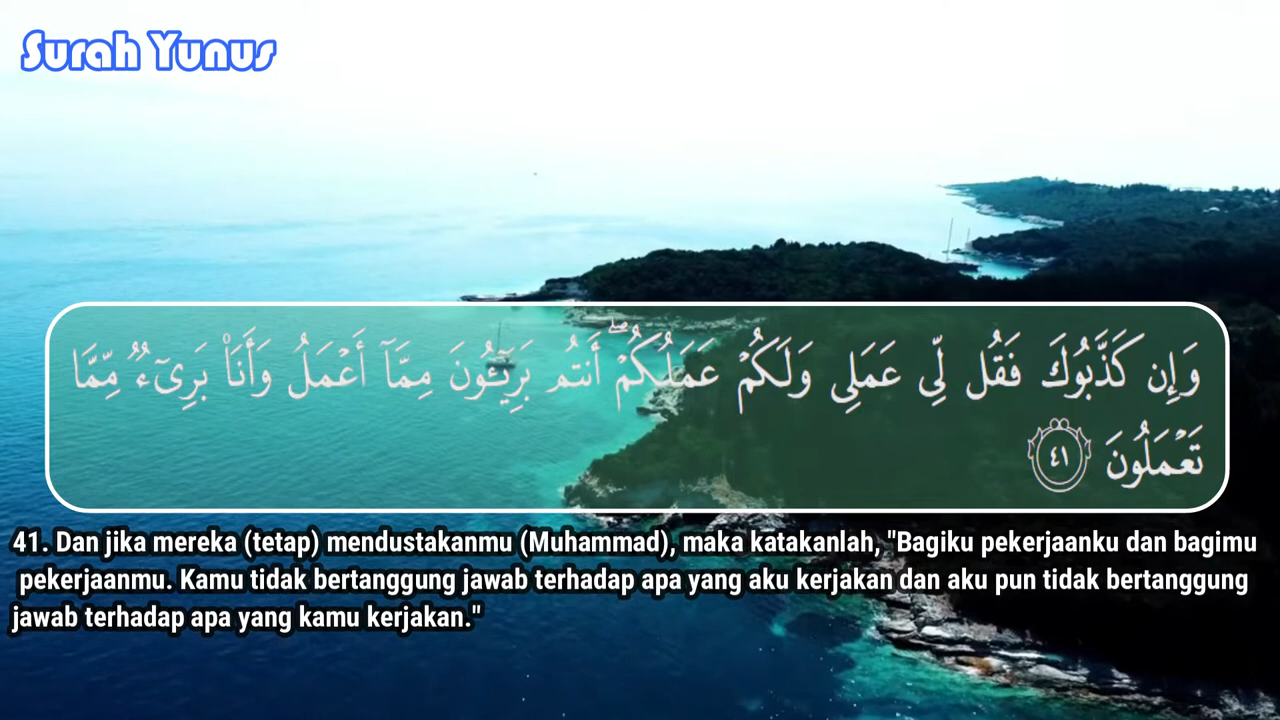 Surah Yunus
وَإِن كَذَّبُوكَ فَقُل لِّى عَمَلِى وَلَكُمْ عَمَلُكُمْ ۖ أَنتُم بَرِيٓـُٔونَ مِمَّآ أَعْمَلُ وَأَنَا۠ بَرِىٓءٌ مِّمَّا
تَعْمَلُونَ ٤١
41. Dan jika mereka (tetap) mendustakanmu (Muhammad), maka katakanlah, "Bagiku pekerjaanku dan bagimu
pekerjaanmu. Kamu tidak bertanggung jawab terhadap apa yang aku kerjakan dan aku pun tidak bertanggung
jawab terhadap apa yang kamu kerjakan."